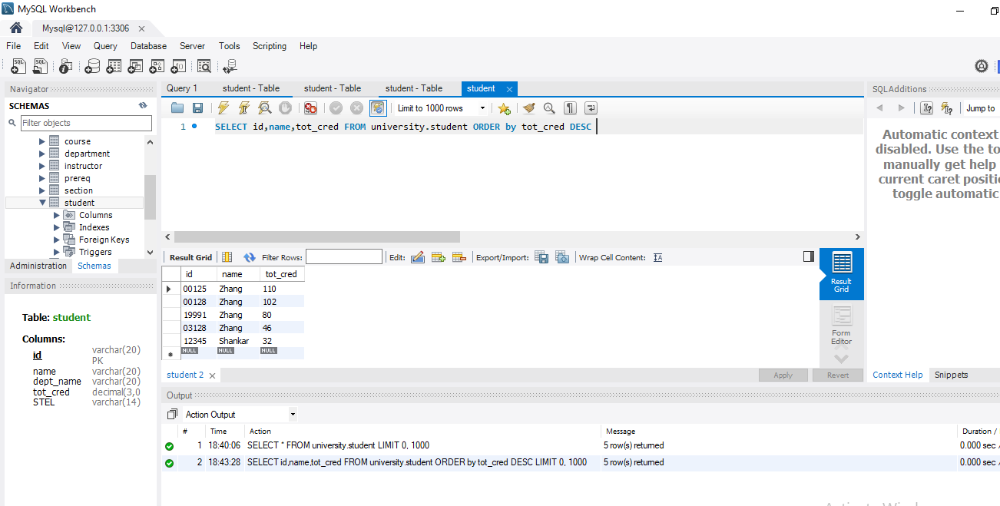 MySQL Workbench
Mysql@127.0.0.1:3306
File Edit View Query Database Server Tools Scripting Help
Navigator
SCHEMAS
Filter objects
course
department
instructor
prereq
section
student
Columns
Indexes
Foreign Keys
Triggers
Administration Schemas
Information
Table: student
Columns:
id varchar(20) PK
name varchar(20)
dept_name varchar(20)
tot_cred decimal(3,0
STEL varchar(14)
Query 1 student - Table student - Table student - Table student
Limit to 1000 rows
1 SELECT id,name,tot_cred FROM university.student ORDER by tot_cred DESC
Result Grid Filter Rows: Edit: Export/Import: Wrap Cell Content:
id name tot_cred
00125 Zhang 110
00128 Zhang 102
19991 Zhang 80
03128 Zhang 46
12345 Shankar 32
NULL NULL NULL
Result Grid
Form Editor
student 2 Apply Revert
Output
Action Output
# Time Action Message Duration /
1 18:40:06 SELECT * FROM university.student LIMIT 0, 1000 5 row(s) returned 0.000 sec /
2 18:43:28 SELECT id,name,tot_cred FROM university.student ORDER by tot_cred DESC LIMIT 0, 1000 5 row(s) returned 0.000 sec /
SQLAdditions
Jump to
Automatic context
disabled. Use the to
manually get help
current caret positio
toggle automatic
Context Help Snippets